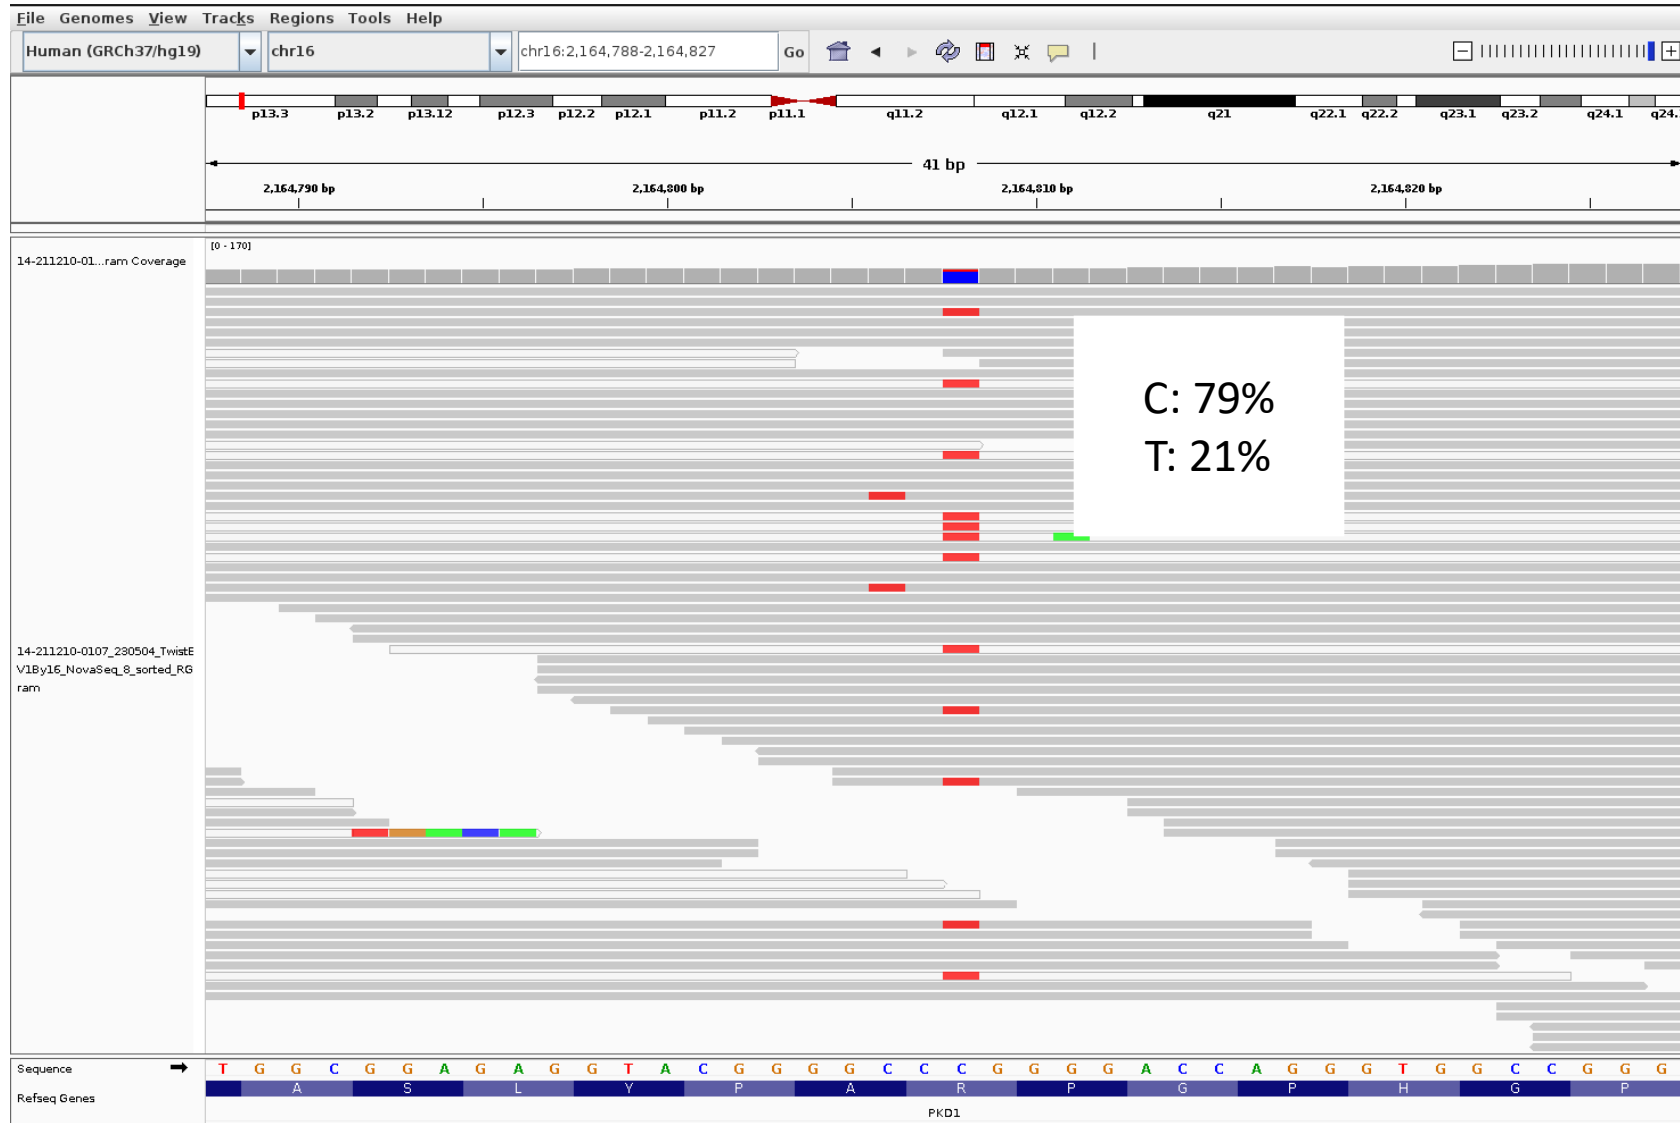 File Genomes View Tracks Regions Tools Help
Human (GRCh37/hg19) chr16 chr16:2,164,788-2,164,827 Go
p13.3 p13.2 p13.12 p12.3 p12.2 p12.1 p11.2 p11.1 q11.2 q12.1 q12.2 q21 q22.1 q22.2 q23.1 q23.2 q24.1 q24.
41 bp
2,164,790 bp 2,164,800 bp 2,164,810 bp 2,164,820 bp
[0 - 170]
14-211210-01...ram Coverage
C: 79%
T: 21%
14-211210-0107_230504_TwistE
V1By16_NovaSeq_8_sorted_RG
ram
Sequence T G G C G G A G A G G T A C G G G G C C C G G G G A C C A G G G T G G C C G G G
Refseq Genes A S L Y P A R P G P H G P
PKD1